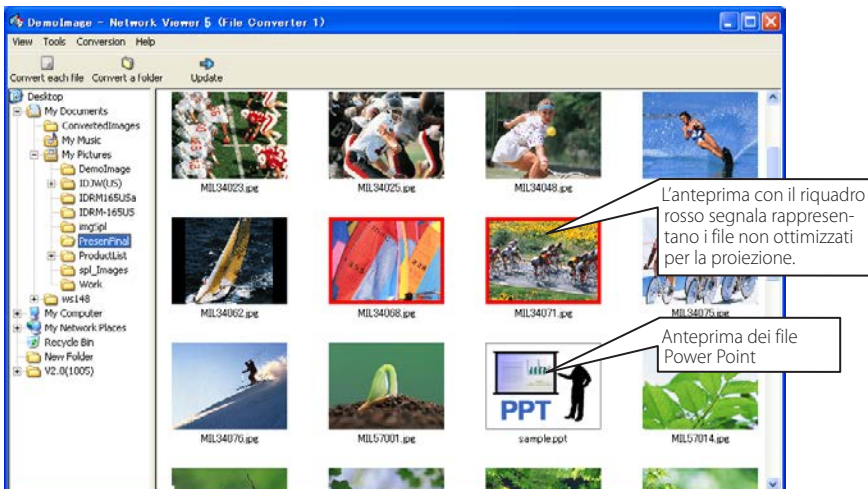 DemoImage - Network Viewer 5 (File Converter 1)
View Tools Conversion Help
Convert each file Convert a folder Update
Desktop
My Documents
ConvertedImages
My Music
My Pictures
DemoImage
IDJW(US)
IDRM165USa
IDRM-165US
imgSpl
PresenFinal
ProductList
spl_Images
Work
ws148
My Computer
My Network Places
Recycle Bin
New Folder
V2.0(1005)
MIL34023.jpg MIL34025.jpg MIL34048.jpg
L'anteprima con il riquadro
rosso segnala rappresen-
tano i file non ottimizzati
per la proiezione.
MIL34062.jpg MIL34068.jpg MIL34071.jpg MIL34075.jpg
Anteprima dei file
Power Point
PPT
MIL34076.jpg MIL57001.jpg sample.ppt MIL57014.jpg